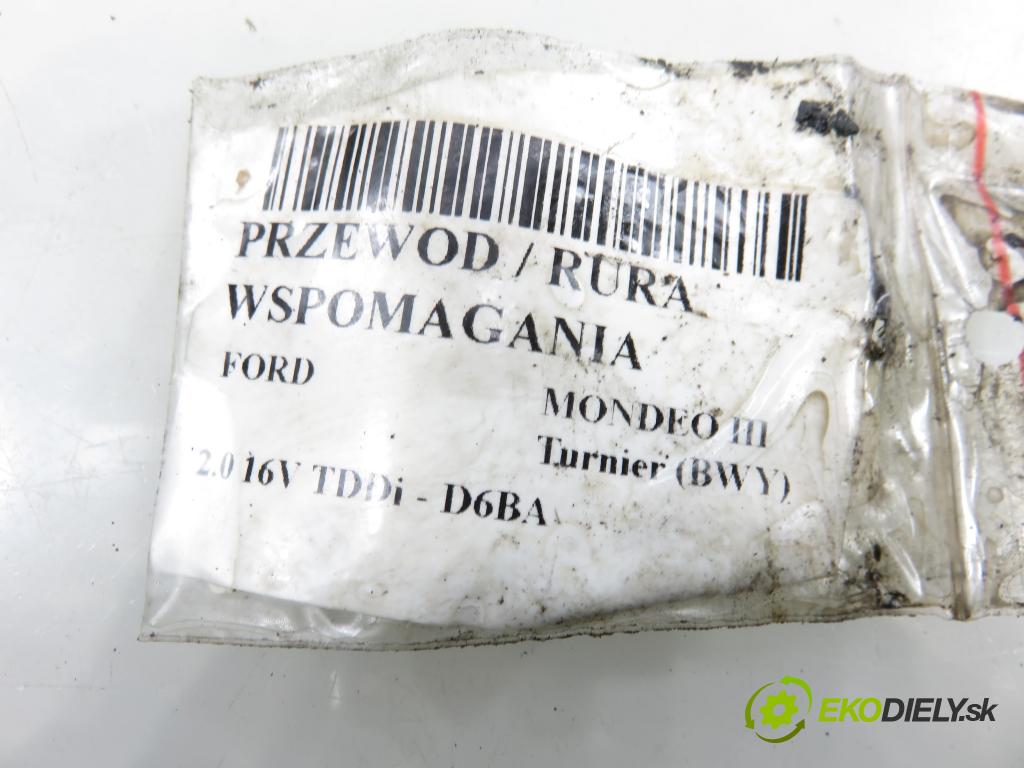 PRZEWOD / RURA
WSPOMAGANIA
FORD
MONDEO III
Turnier (BWY)
2.0 16V TDDi - D6BA
EKODIELY.sk